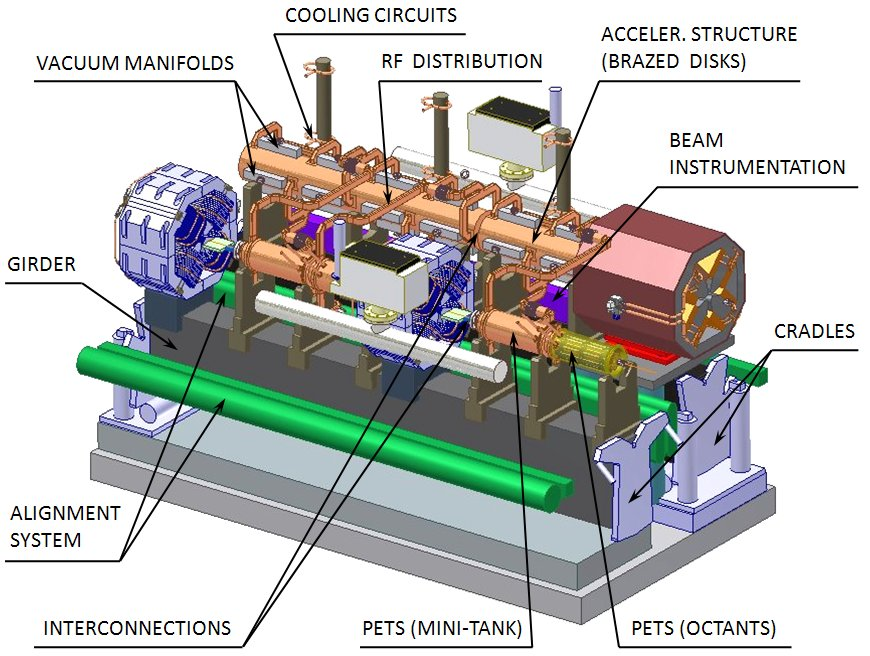 COOLING CIRCUITS
VACUUM MANIFOLDS
RF DISTRIBUTION
ACCELER. STRUCTURE
(BRAZED DISKS)
BEAM
INSTRUMENTATION
GIRDER
CRADLES
ALIGNMENT
SYSTEM
INTERCONNECTIONS
PETS (MINI-TANK)
PETS (OCTANTS)